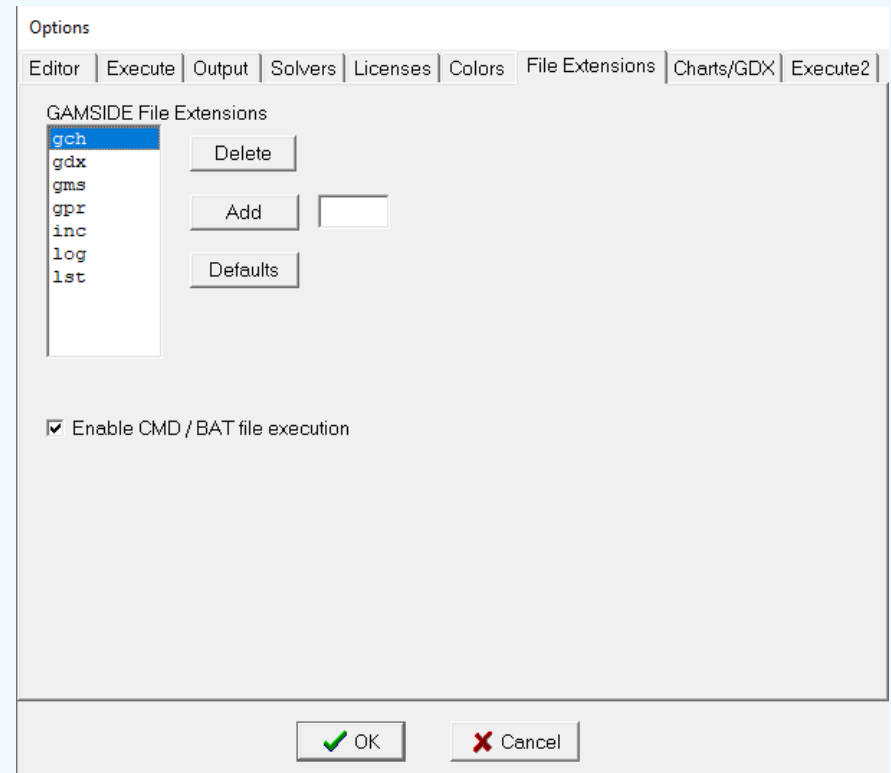 Options
Editor Execute Output Solvers Licenses Colors File Extensions Charts/GDX Execute2
GAMSIDE File Extensions
gch
gdx
gms
gpr
inc
log
lst
Delete
Add
Defaults
Enable CMD / BAT file execution
OK Cancel